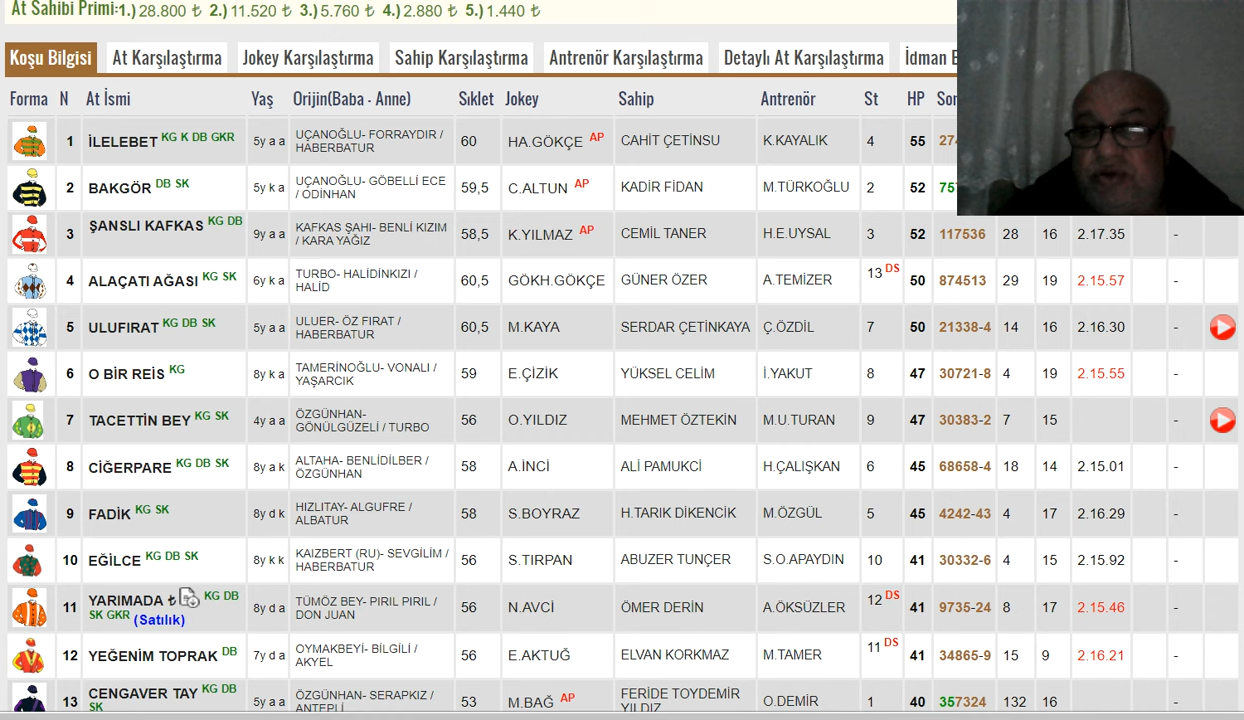 At Sahibi Primi:1.) 28.800 ₺ 2.) 11.520 ₺ 3.) 5.760 ₺ 4.) 2.880 ₺ 5.) 1.440 ₺
Koşu Bilgisi At Karşılaştırma Jokey Karşılaştırma Sahip Karşılaştırma Antrenör Karşılaştırma Detaylı At Karşılaştırma İdman
Forma N At İsmi Yaş Orijin(Baba - Anne) Sıklet Jokey Sahip Antrenör St HP
1 İLELEBET KG K DB GKR 5y a a UÇANOĞLU- FORRAYDIR / HABERBATUR 60 HA.GÖKÇE AP CAHİT ÇETİNSU K.KAYALIK 4 55
2 BAKGÖR DB SK 5y k a UÇANOĞLU- GÖBELLİ ECE / ODİNHAN 59,5 C.ALTUN AP KADİR FİDAN M.TÜRKOĞLU 2 52
3 ŞANSLI KAFKAS KG DB 9y a a KAFKAS ŞAHI- BENLİ KIZIM / KARA YAĞIZ 58,5 K.YILMAZ AP CEMİL TANER H.E.UYSAL 3 52 117536 28 16 2.17.35 -
4 ALAÇATI AĞASI KG SK 6y k a TURBO- HALİDİNKIZI / HALİD 60,5 GÖKH.GÖKÇE GÜNER ÖZER A.TEMİZER 13 DS 50 874513 29 19 2.15.57 -
5 ULUFIRAT KG DB SK 5y a a ULUER- ÖZ FIRAT / HABERBATUR 60,5 M.KAYA SERDAR ÇETİNKAYA Ç.ÖZDİL 7 50 21338-4 14 16 2.16.30 -
6 O BİR REİS KG 8y k a TAMERİNOĞLU- VONALI / YAŞARCIK 59 E.ÇİZİK YÜKSEL CELİM İ.YAKUT 8 47 30721-8 4 19 2.15.55 -
7 TACETTİN BEY KG SK 4y a a ÖZGÜNHAN- GÖNÜLGÜZELİ / TURBO 56 O.YILDIZ MEHMET ÖZTEKİN M.U.TURAN 9 47 30383-2 7 15 -
8 CİĞERPARE KG DB SK 8y a k ALTAHA- BENLİDİLBER / ÖZGÜNHAN 58 A.İNCİ ALİ PAMUKCİ H.ÇALIŞKAN 6 45 68658-4 18 14 2.15.01 -
9 FADİK KG SK 8y d k HIZLITAY- ALGUFRE / ALBATUR 58 S.BOYRAZ H.TARIK DİKENCİK M.ÖZGÜL 5 45 4242-43 4 17 2.16.29 -
10 EĞİLCE KG DB SK 8y k k KAIZBERT (RU)- SEVGİLİM / HABERBATUR 56 S.TIRPAN ABUZER TUNÇER S.O.APAYDIN 10 41 30332-6 4 15 2.15.92 -
11 YARIMADA ₺ KG DB SK GKR (Satılık) 8y d a TÜMÖZ BEY- PIRIL PIRIL / DON JUAN 56 N.AVCİ ÖMER DERİN A.ÖKSÜZLER 12 DS 41 9735-24 8 17 2.15.46 -
12 YEĞENİM TOPRAK DB 7y d a OYMAKBEYİ- BİLGİLİ / AKYEL 56 E.AKTUĞ ELVAN KORKMAZ M.TAMER 11 DS 41 34865-9 15 9 2.16.21 -
13 CENGAVER TAY KG DB SK 5y a a ÖZGÜNHAN- SERAPKIZ / ANTEPLİ 53 M.BAĞ AP FERİDE TOYDEMİR YILDIZ O.DEMİR 1 40 357324 132 16 -